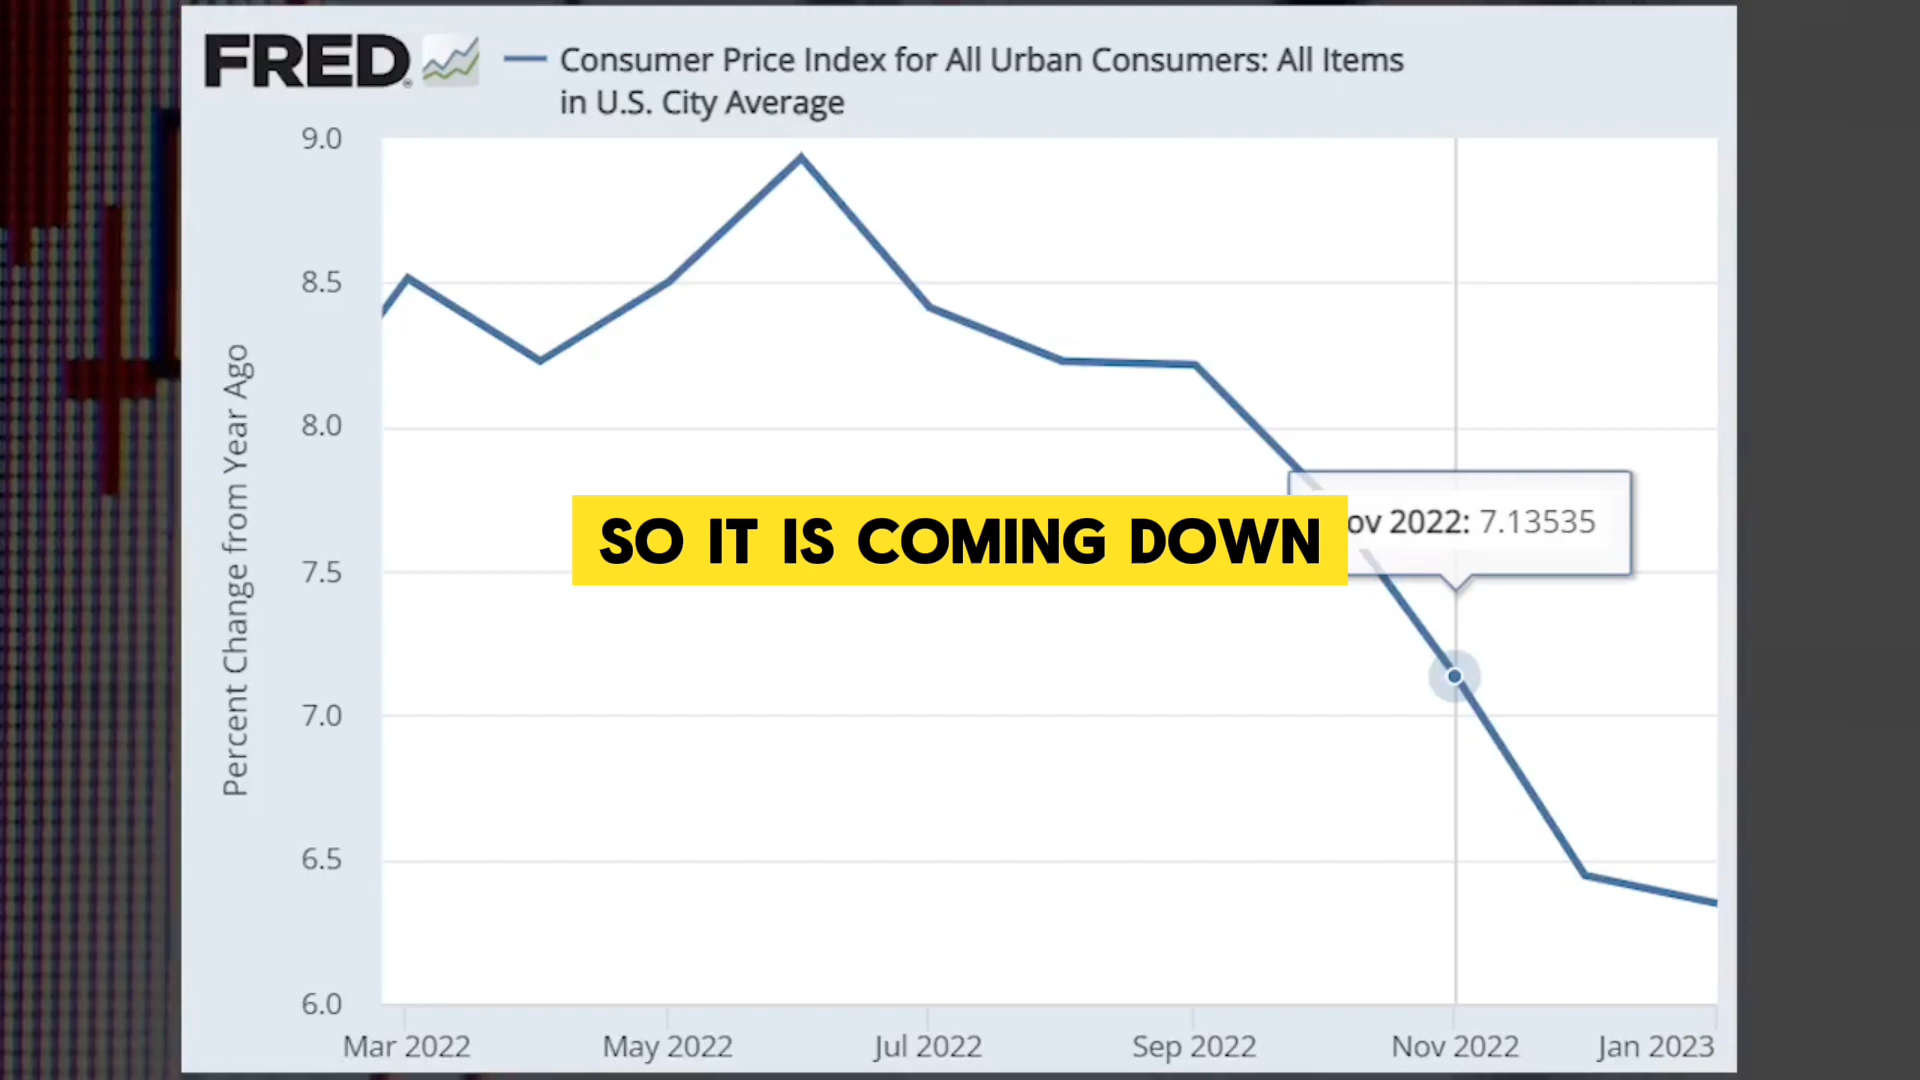 FRED
Consumer Price Index for All Urban Consumers: All Items
in U.S. City Average
Percent Change from Year Ago
9.0
8.5
8.0
7.5
7.0
6.5
6.0
ov 2022: 7.13535
SO IT IS COMING DOWN
Mar 2022 May 2022 Jul 2022 Sep 2022 Nov 2022 Jan 2023